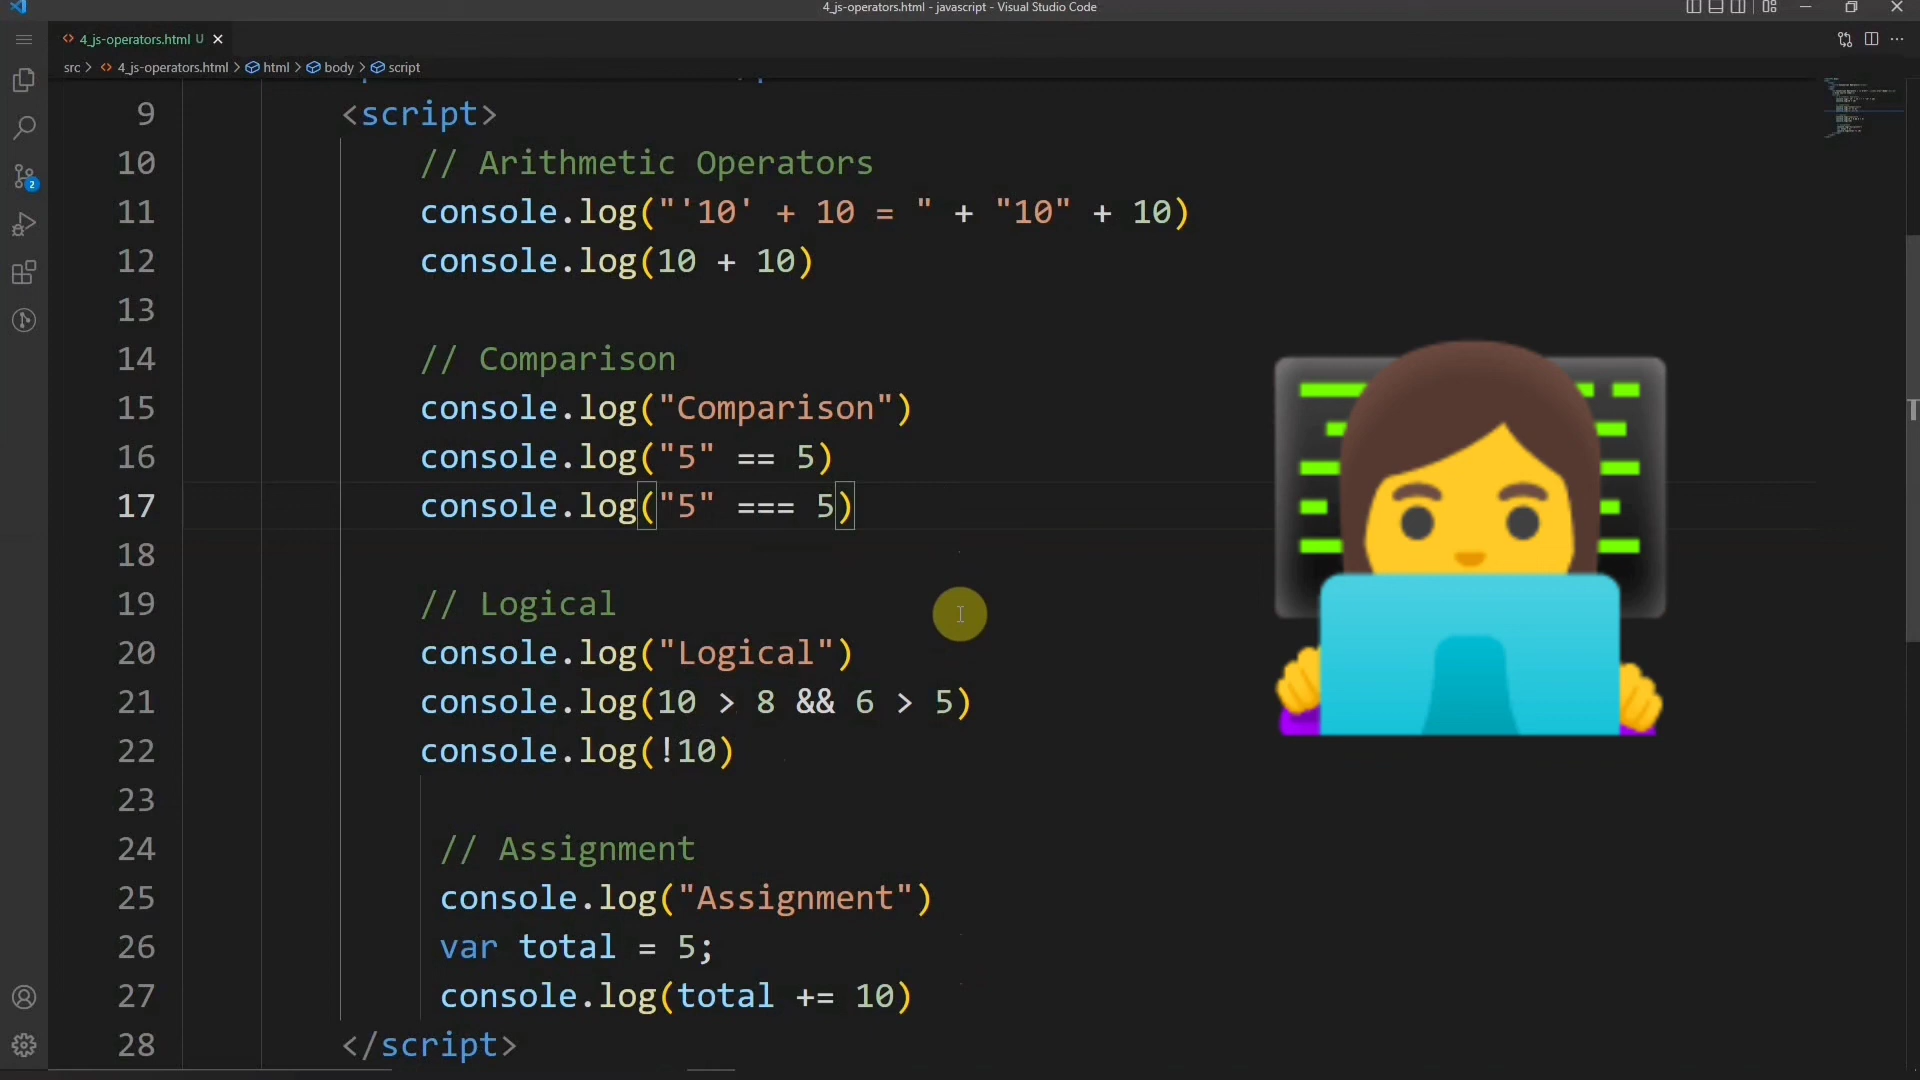 4_js-operators.html - javascript - Visual Studio Code
4_js-operators.html U
src > 4_js-operators.html > html > body > script
9 <script>
10 // Arithmetic Operators
11 console.log("'10' + 10 = " + "10" + 10)
12 console.log(10 + 10)
13
14 // Comparison
15 console.log("Comparison")
16 console.log("5" == 5)
17 console.log("5" === 5)
18
19 // Logical
20 console.log("Logical")
21 console.log(10 > 8 && 6 > 5)
22 console.log(!10)
23
24 // Assignment
25 console.log("Assignment")
26 var total = 5;
27 console.log(total += 10)
28 </script>
2